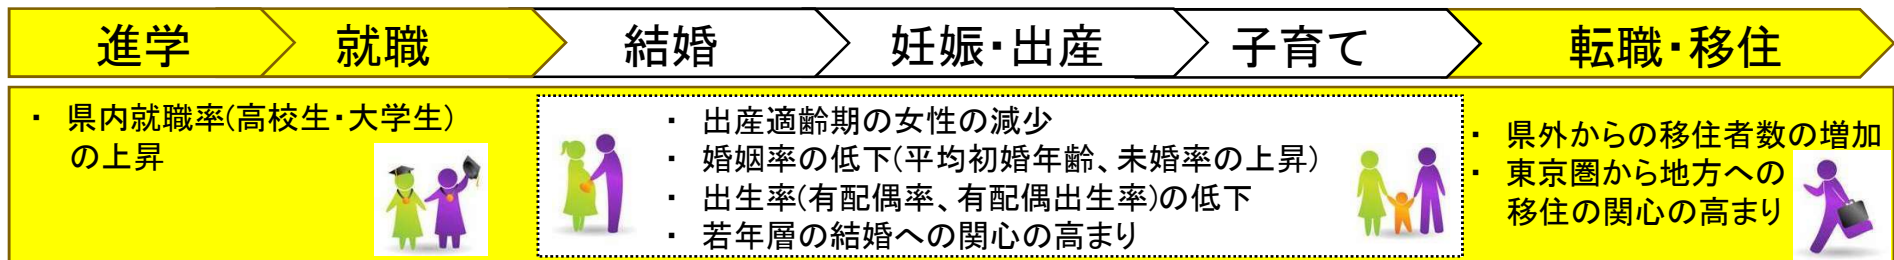 進学
就職
結婚
妊娠・出産
子育て
転職・移住
・ 県内就職率(高校生・大学生)
の上昇
・ 出産適齢期の女性の減少
・ 婚姻率の低下(平均初婚年齢、未婚率の上昇)
・ 出生率(有配偶率、有配偶出生率)の低下
・ 若年層の結婚への関心の高まり
・ 県外からの移住者数の増加
・ 東京圏から地方への
移住の関心の高まり